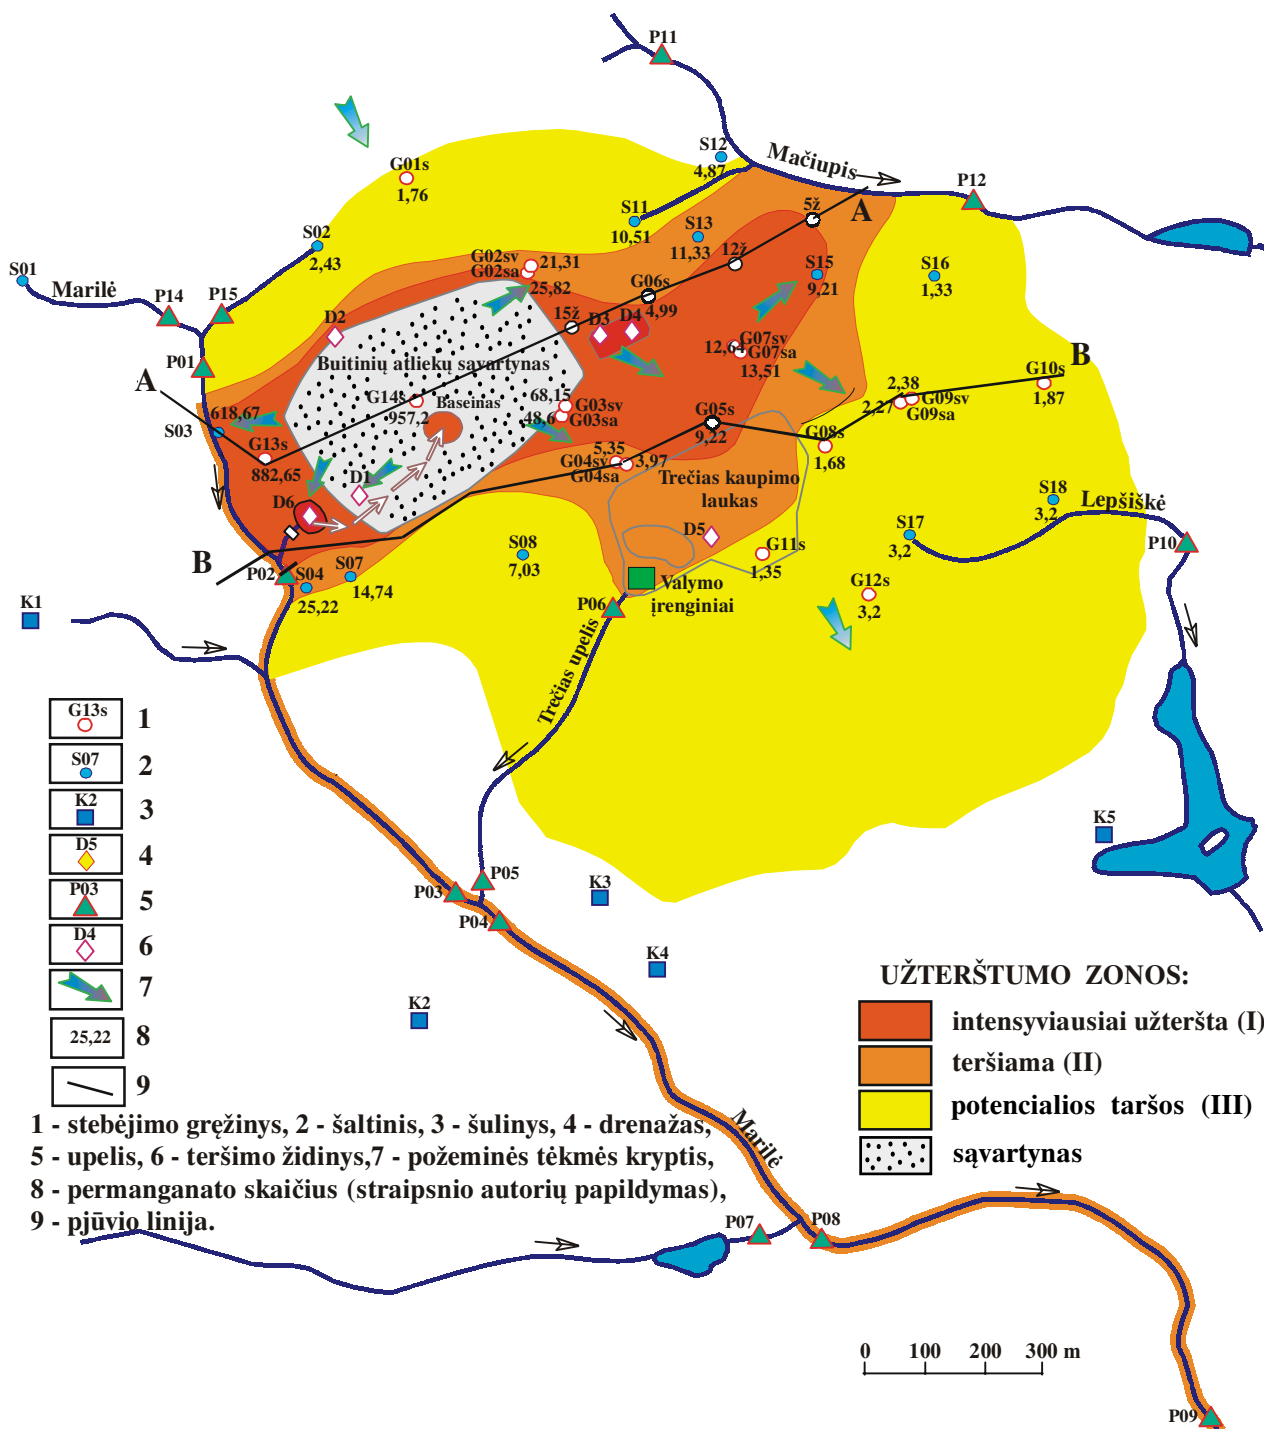 P11
S12
4,87
Mačiupis
G01s
1,76
P12
S11
10,51
5ž
A
S13
11,33
S02
2,43
12ž
G02sv
G02sa
21,31
25,82
S01
Marilė
P14
P15
G06s
4,99
S15
9,21
S16
1,33
D2
15ž
D3
D4
G07sv
12,64
G07sa
13,51
P01
A
Buitinių atliekų sąvartynas
B
G10s
1,87
G14s
957,2
Baseinas
68,15
G03sv
48,6
G03sa
G05s
9,22
2,38
G09sv
2,27
G09sa
618,67
S03
G13s
882,65
G08s
1,68
5,35
G04sv
3,97
G04sa
Trečias kaupimo
laukas
D1
D6
S18
3,2
Lepšiškė
S17
3,2
D5
P10
S08
7,03
G11s
1,35
B
P02
S04
25,22
S07
14,74
Valymo
įrenginiai
G12s
3,2
K1
P06
Trečias upelis
G13s
1
S07
2
K2
3
D5
4
P03
5
D4
6
7
25,22
8
9
K5
P03
P05
P04
K3
K4
K2
UŽTERŠTUMO ZONOS:
intensyviausiai užteršta (I)
teršiama (II)
potencialios taršos (III)
sąvartynas
1 - stebėjimo gręžinys, 2 - šaltinis, 3 - šulinys, 4 - drenažas,
5 - upelis, 6 - teršimo židinys,7 - požeminės tėkmės kryptis,
8 - permanganato skaičius (straipsnio autorių papildymas),
9 - pjūvio linija.
Marilė
P07
P08
0 100 200 300 m
P09